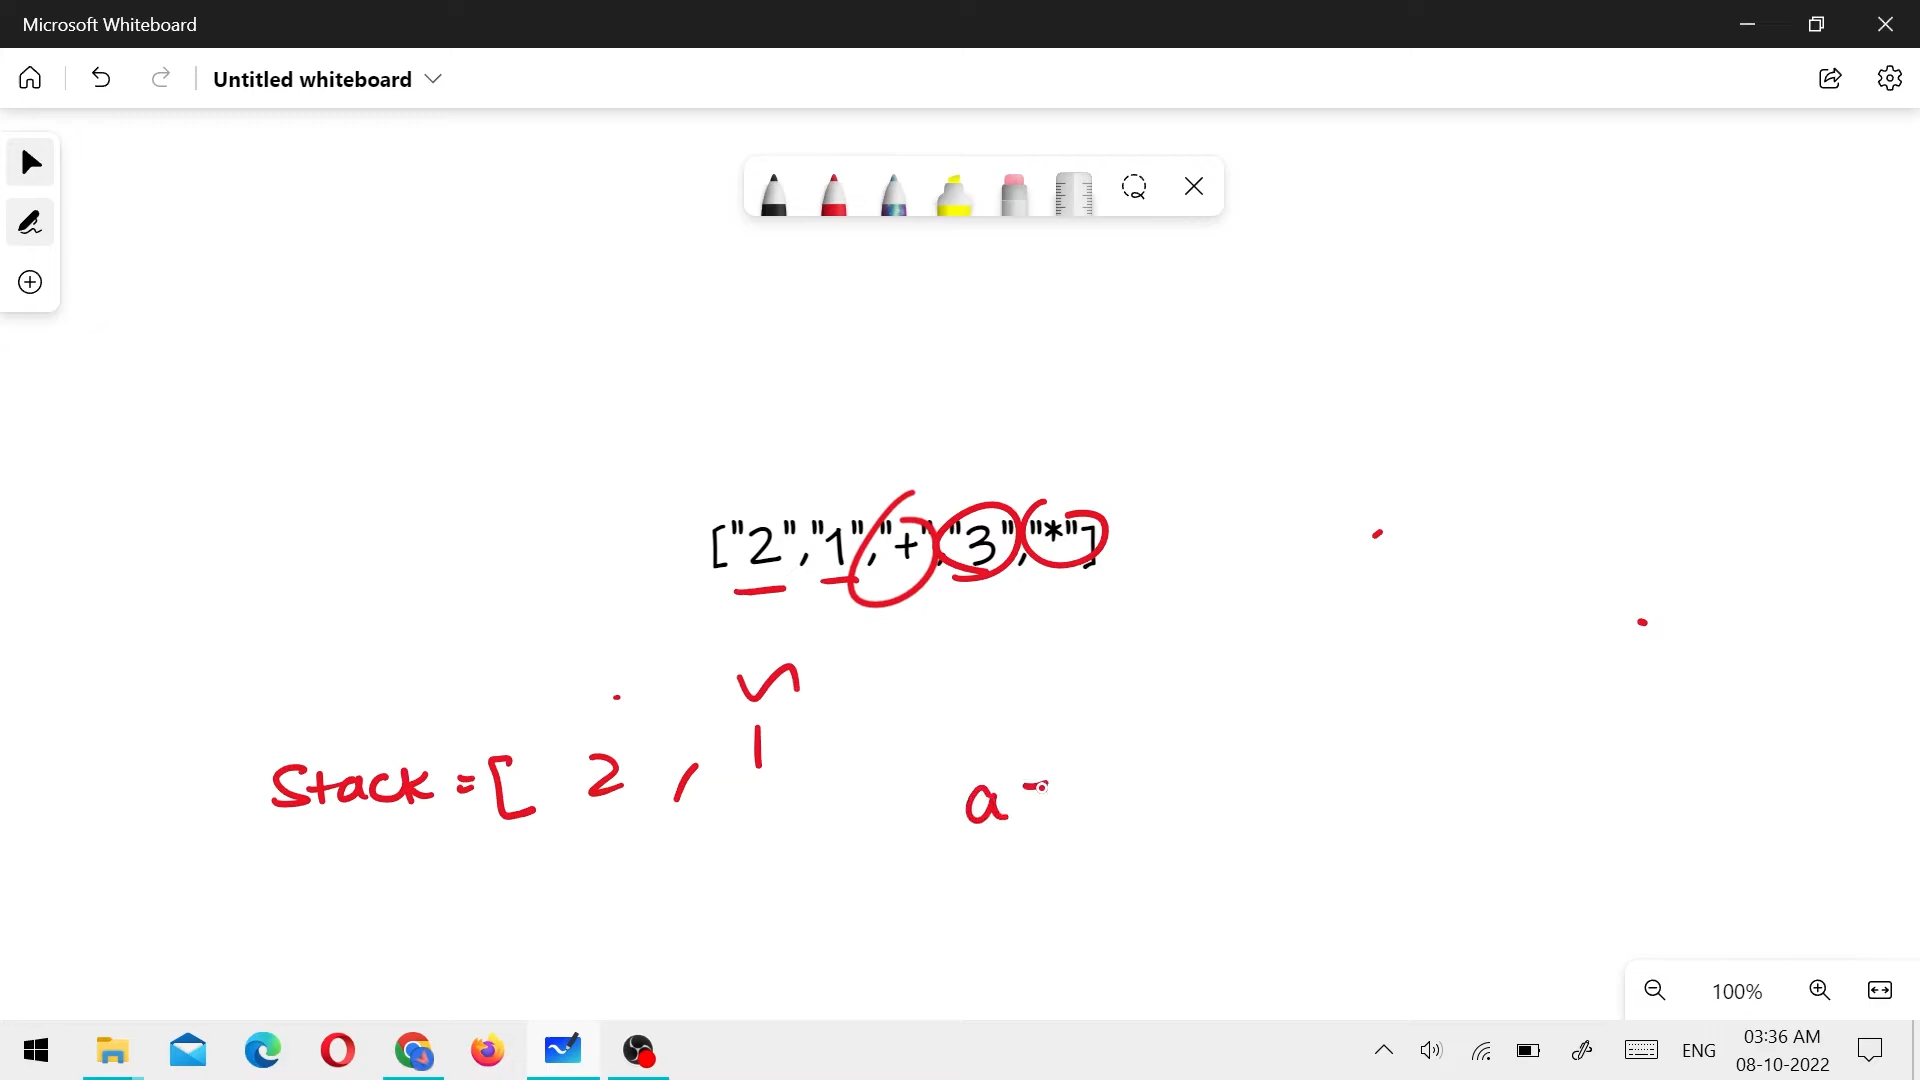 Microsoft Whiteboard
Untitled whiteboard
["2","1","+","3","*"]
Stack = [ 2 , 1
a -
100%
ENG
03:36 AM
08-10-2022